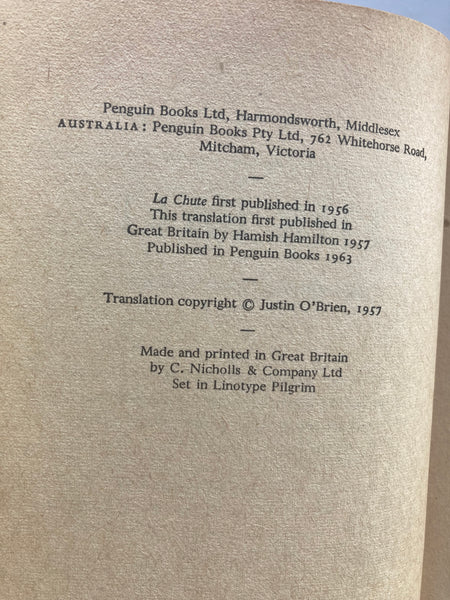 Penguin Books Ltd, Harmondsworth, Middlesex
AUSTRALIA: Penguin Books Pty Ltd, 762 Whitehorse Road,
Mitcham, Victoria
—
La Chute first published in 1956
This translation first published in
Great Britain by Hamish Hamilton 1957
Published in Penguin Books 1963
—
Translation copyright © Justin O'Brien, 1957
—
Made and printed in Great Britain
by C. Nicholls & Company Ltd
Set in Linotype Pilgrim